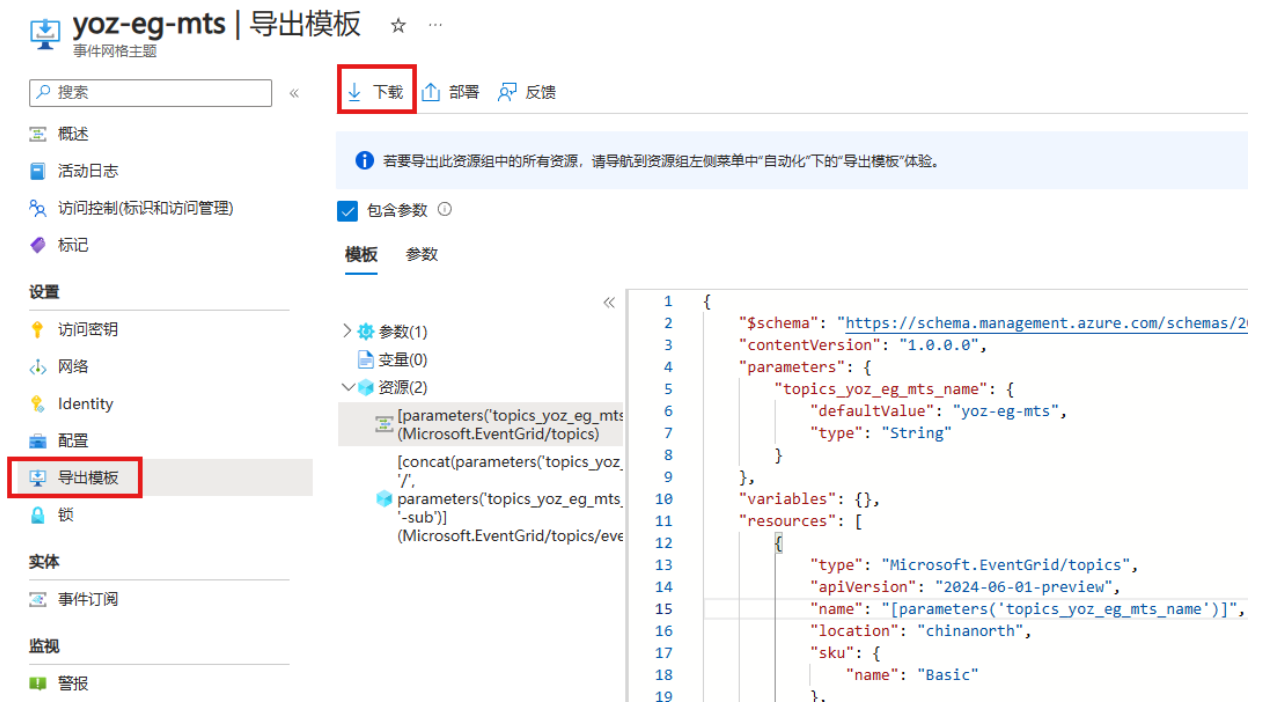 yoz-eg-mts | 导出模板
事件网格主题
搜索
概述
活动日志
访问控制(标识和访问管理)
标记
设置
访问密钥
网络
Identity
配置
导出模板
锁
实体
事件订阅
监视
警报
下载 部署 反馈
若要导出此资源组中的所有资源，请导航到资源组左侧菜单中“自动化”下的“导出模板”体验。
包含参数
模板 参数
参数(1)
变量(0)
资源(2)
[parameters('topics_yoz_eg_mts
(Microsoft.EventGrid/topics)
[concat(parameters('topics_yoz_
'/',
parameters('topics_yoz_eg_mts_
'-sub')]
(Microsoft.EventGrid/topics/eve
1 {
2 "$schema": "https://schema.management.azure.com/schemas/20
3 "contentVersion": "1.0.0.0",
4 "parameters": {
5 "topics_yoz_eg_mts_name": {
6 "defaultValue": "yoz-eg-mts",
7 "type": "String"
8 }
9 },
10 "variables": {},
11 "resources": [
12 {
13 "type": "Microsoft.EventGrid/topics",
14 "apiVersion": "2024-06-01-preview",
15 "name": "[parameters('topics_yoz_eg_mts_name')]",
16 "location": "chinanorth",
17 "sku": {
18 "name": "Basic"
19 },